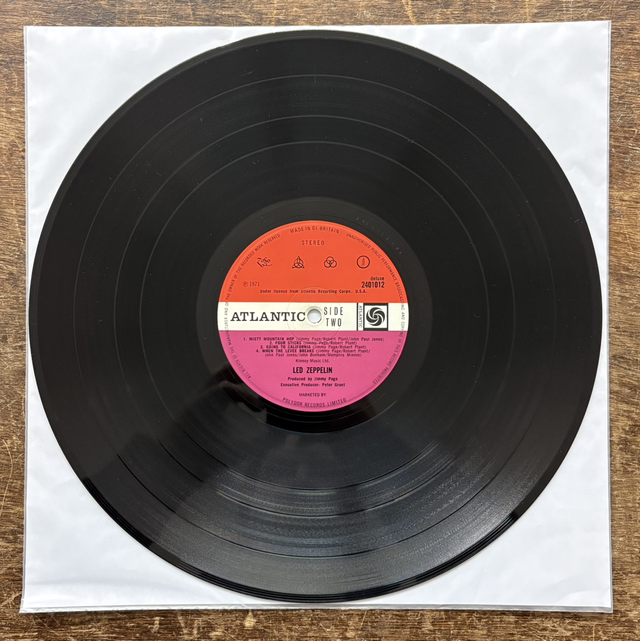 MADE IN GT. BRITAIN
STEREO
℗ 1971
deluxe
2401012
Under license from Atlantic Recording Corpn., U.S.A.
ATLANTIC
SIDE
TWO
ATLANTIC
1. MISTY MOUNTAIN HOP (Jimmy Page/Robert Plant/John Paul Jones)
2. FOUR STICKS (Jimmy Page/Robert Plant)
3. GOING TO CALIFORNIA (Jimmy Page/Robert Plant)
4. WHEN THE LEVEE BREAKS (Jimmy Page/Robert Plant/
John Paul Jones/John Bonham/Memphis Minnie)
Kinney Music Ltd.
LED ZEPPELIN
Produced by Jimmy Page
Executive Producer: Peter Grant
MARKETED BY
POLYDOR RECORDS LIMITED